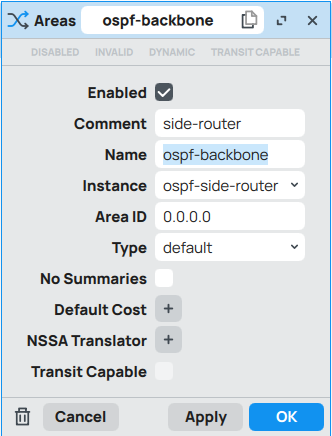 Areas ospf-backbone
DISABLED INVALID DYNAMIC TRANSIT CAPABLE
Enabled
Comment side-router
Name ospf-backbone
Instance ospf-side-router
Area ID 0.0.0.0
Type default
No Summaries
Default Cost +
NSSA Translator +
Transit Capable
Cancel Apply OK